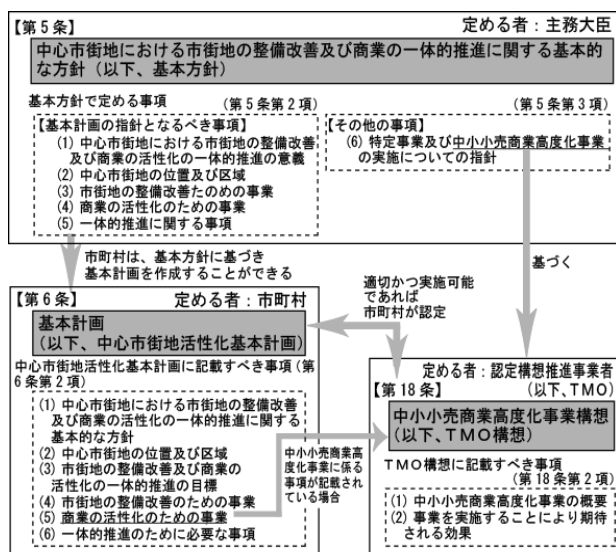 【第5条】
定める者：主務大臣
中心市街地における市街地の整備改善及び商業の一体的推進に関する基本的
な方針（以下、基本方針）
基本方針で定める事項
（第5条第2項）
（第5条第3項）
【基本計画の指針となるべき事項】
(1) 中心市街地における市街地の整備改善
及び商業の活性化の一体的推進の意義
(2) 中心市街地の位置及び区域
(3) 市街地の整備改善たのための事業
(4) 商業の活性化のための事業
(5) 一体的推進に関する事項
【その他の事項】
(6) 特定事業及び中小小売商業高度化事業
の実施についての指針
市町村は、基本方針に基づき
基本計画を作成することができる
適切かつ実施可能
であれば
市町村が認定
基づく
【第6条】
定める者：市町村
基本計画
（以下、中心市街地活性化基本計画）
中心市街地活性化基本計画に記載すべき事項（第
6条第2項）
(1) 中心市街地における市街地の整備改善
及び商業の活性化の一体的推進に関する
基本的な方針
(2) 中心市街地の位置及び区域
(3) 市街地の整備改善及び商業の
活性化の一体的推進の目標
(4) 市街地の整備改善のための事業
(5) 商業の活性化のための事業
(6) 一体的推進のために必要な事項
中小小売商業高
度化事業に係る
事項が記載され
ている場合
定める者：認定構想推進事業者
【第18条】
（以下、TMO）
中小小売商業高度化事業構想
（以下、TMO構想）
TMO構想に記載すべき事項
（第18条第2項）
(1) 中小小売商業高度化事業の概要
(2) 事業を実施することにより期待
される効果